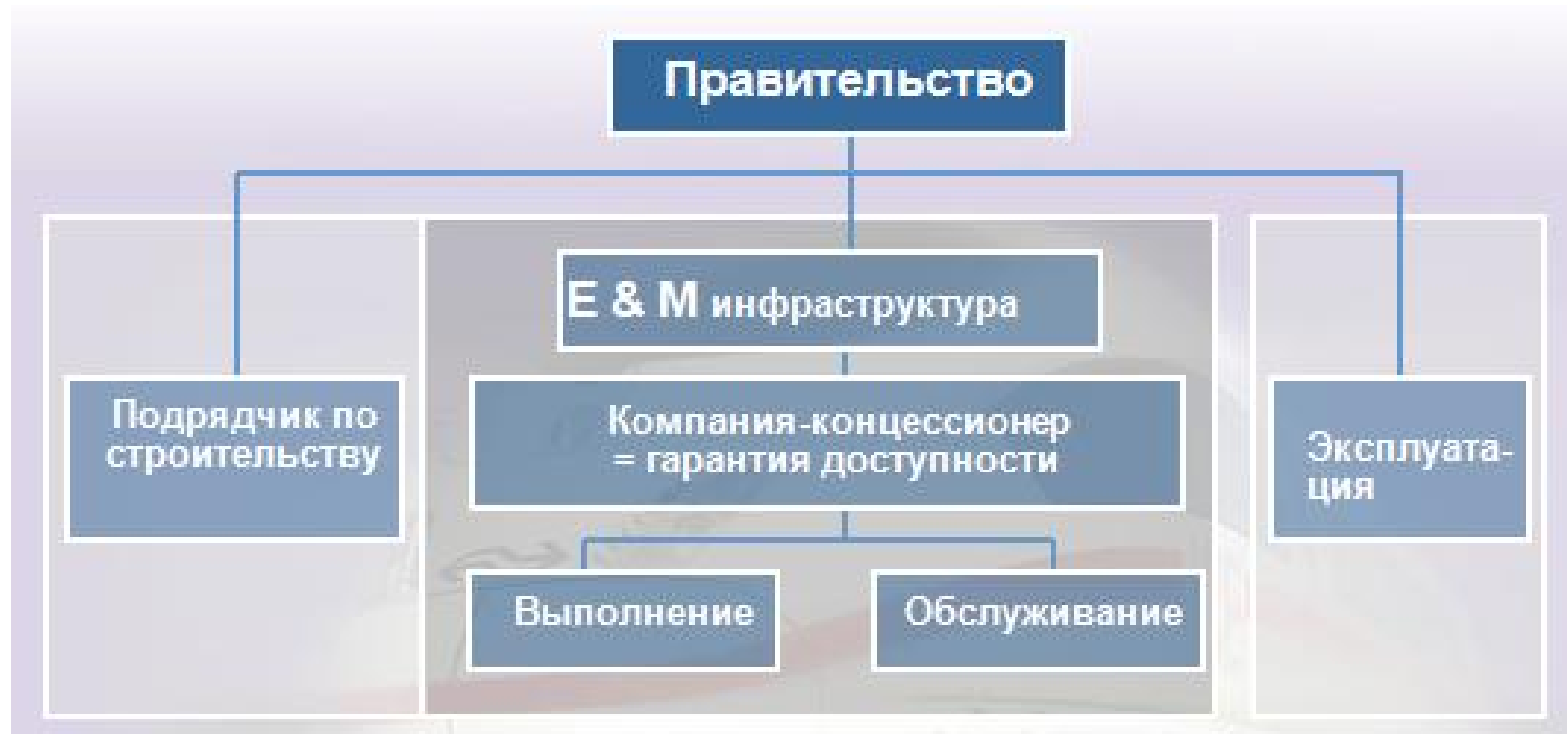 Правительство
E & M инфраструктура
Подрядчик по
строительству
Компания-концессионер
= гарантия доступности
Эксплуата-
ция
Выполнение
Обслуживание